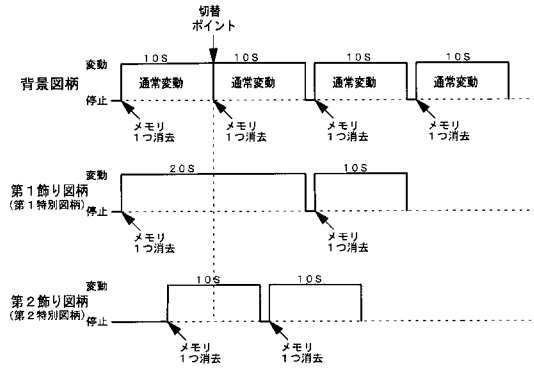 切替
ポイント
背景図柄
変動
停止
10S
10S
10S
10S
通常変動
通常変動
通常変動
通常変動
メモリ
1つ消去
メモリ
1つ消去
メモリ
1つ消去
メモリ
1つ消去
第1飾り図柄
(第1特別図柄)
変動
停止
20S
10S
メモリ
1つ消去
メモリ
1つ消去
第2飾り図柄
(第2特別図柄)
変動
停止
10S
10S
メモリ
1つ消去
メモリ
1つ消去